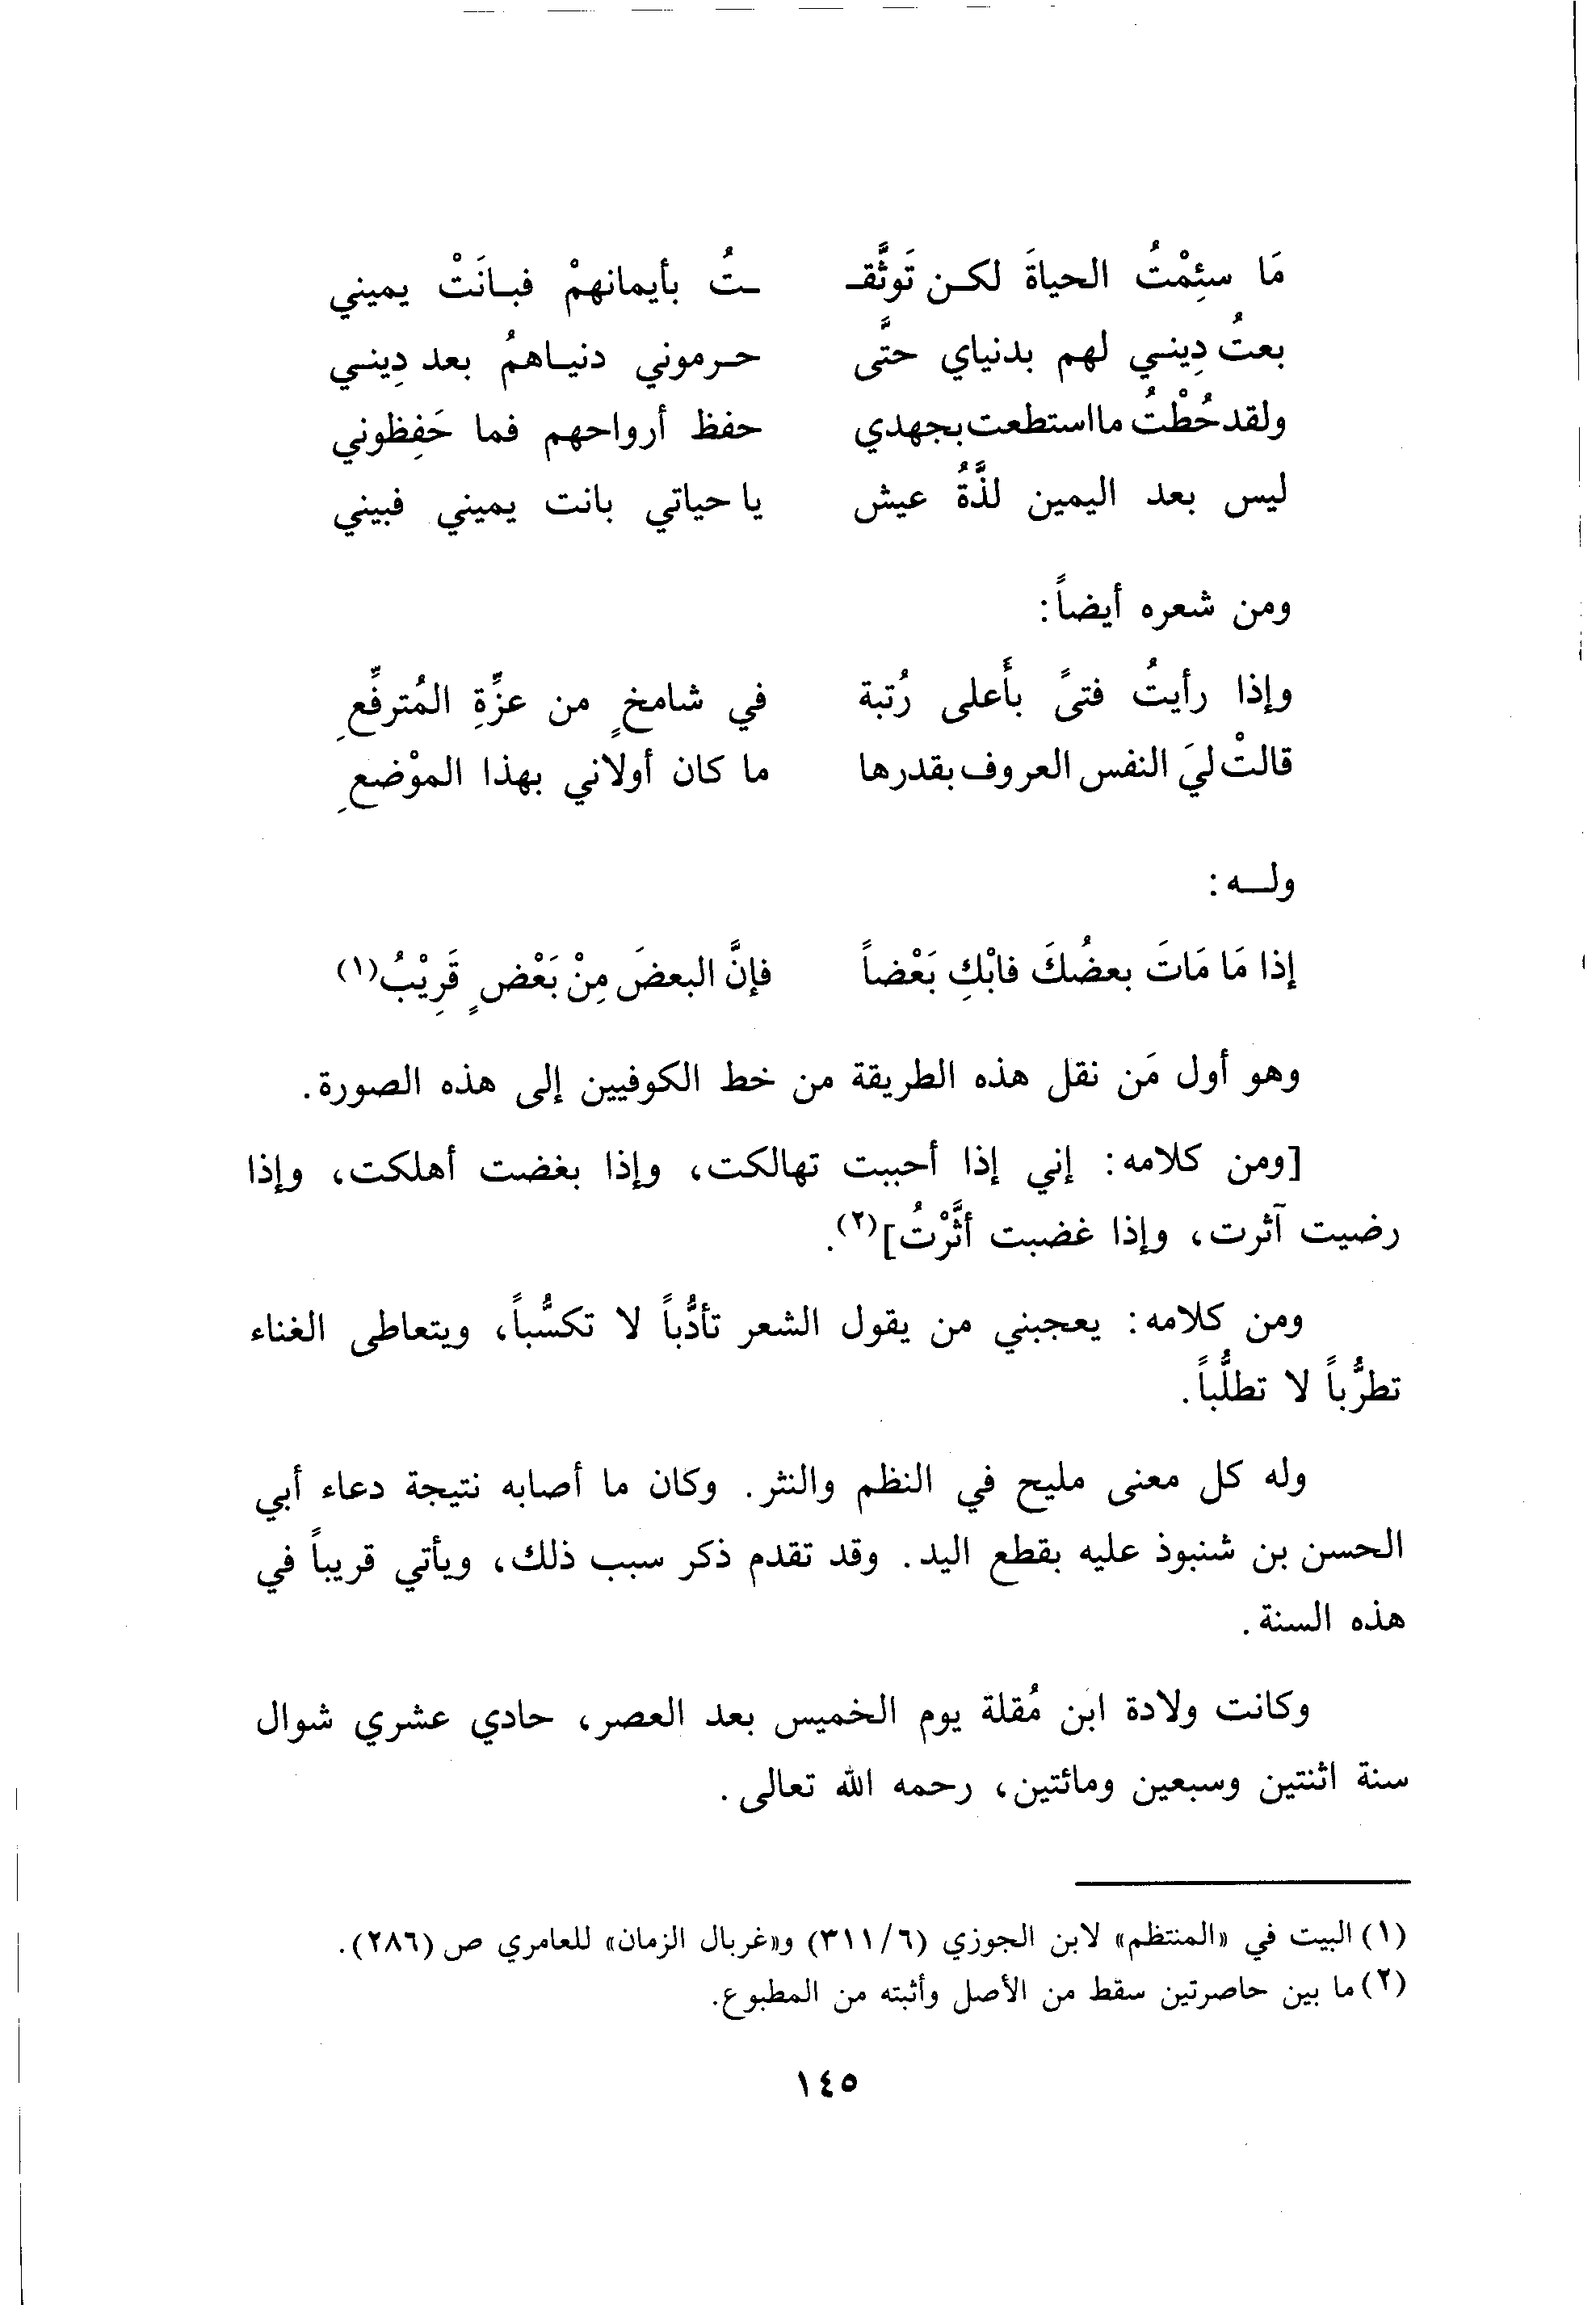 مَا سئِمْتُ الحياةَ لكـن تَوثَّقـ ـتُ بأيمانهمْ فبـانَتْ يميني
بعتُ دِينـي لهم بدنياي حتَّى حـرموني دنيـاهمُ بعد دِينـي
ولقد حُطْتُ ما استطعت بجهدي حفظ أرواحهم فما حَفِظوني
ليس بعد اليمين لذَّةُ عيش يا حياتي بانت يميني فبيني
ومن شعره أيضاً:
وإذا رأيتُ فتىً بأَعلى رُتبة في شامخٍ من عزِّةِ المُترفِّعِ
قالتْ ليَ النفس العروف بقدرها ما كان أولاني بهذا الموْضعِ
ولـــه:
إذا مَا مَاتَ بعضُكَ فابْكِ بَعْضاً فإنَّ البعضَ مِنْ بَعْضٍ قَرِيْبُ(١)
وهو أول مَن نقل هذه الطريقة من خط الكوفيين إلى هذه الصورة.
[ومن كلامه: إني إذا أحببت تهالكت، وإذا بغضت أهلكت، وإذا
رضيت آثرت، وإذا غضبت أثَّرْتُ](٢).
ومن كلامه: يعجبني من يقول الشعر تأدُّباً لا تكسُّباً، ويتعاطى الغناء
تطرُّباً لا تطلُّباً.
وله كل معنى مليح في النظم والنثر. وكان ما أصابه نتيجة دعاء أبي
الحسن بن شنبوذ عليه بقطع اليد. وقد تقدم ذكر سبب ذلك، ويأتي قريباً في
هذه السنة.
وكانت ولادة ابن مُقلة يوم الخميس بعد العصر، حادي عشري شوال
سنة اثنتين وسبعين ومائتين، رحمه الله تعالى.
(١) البيت في «المنتظم» لابن الجوزي (٣١١/٦) و«غربال الزمان» للعامري ص (٢٨٦).
(٢) ما بين حاصرتين سقط من الأصل وأثبته من المطبوع.
١٤٥